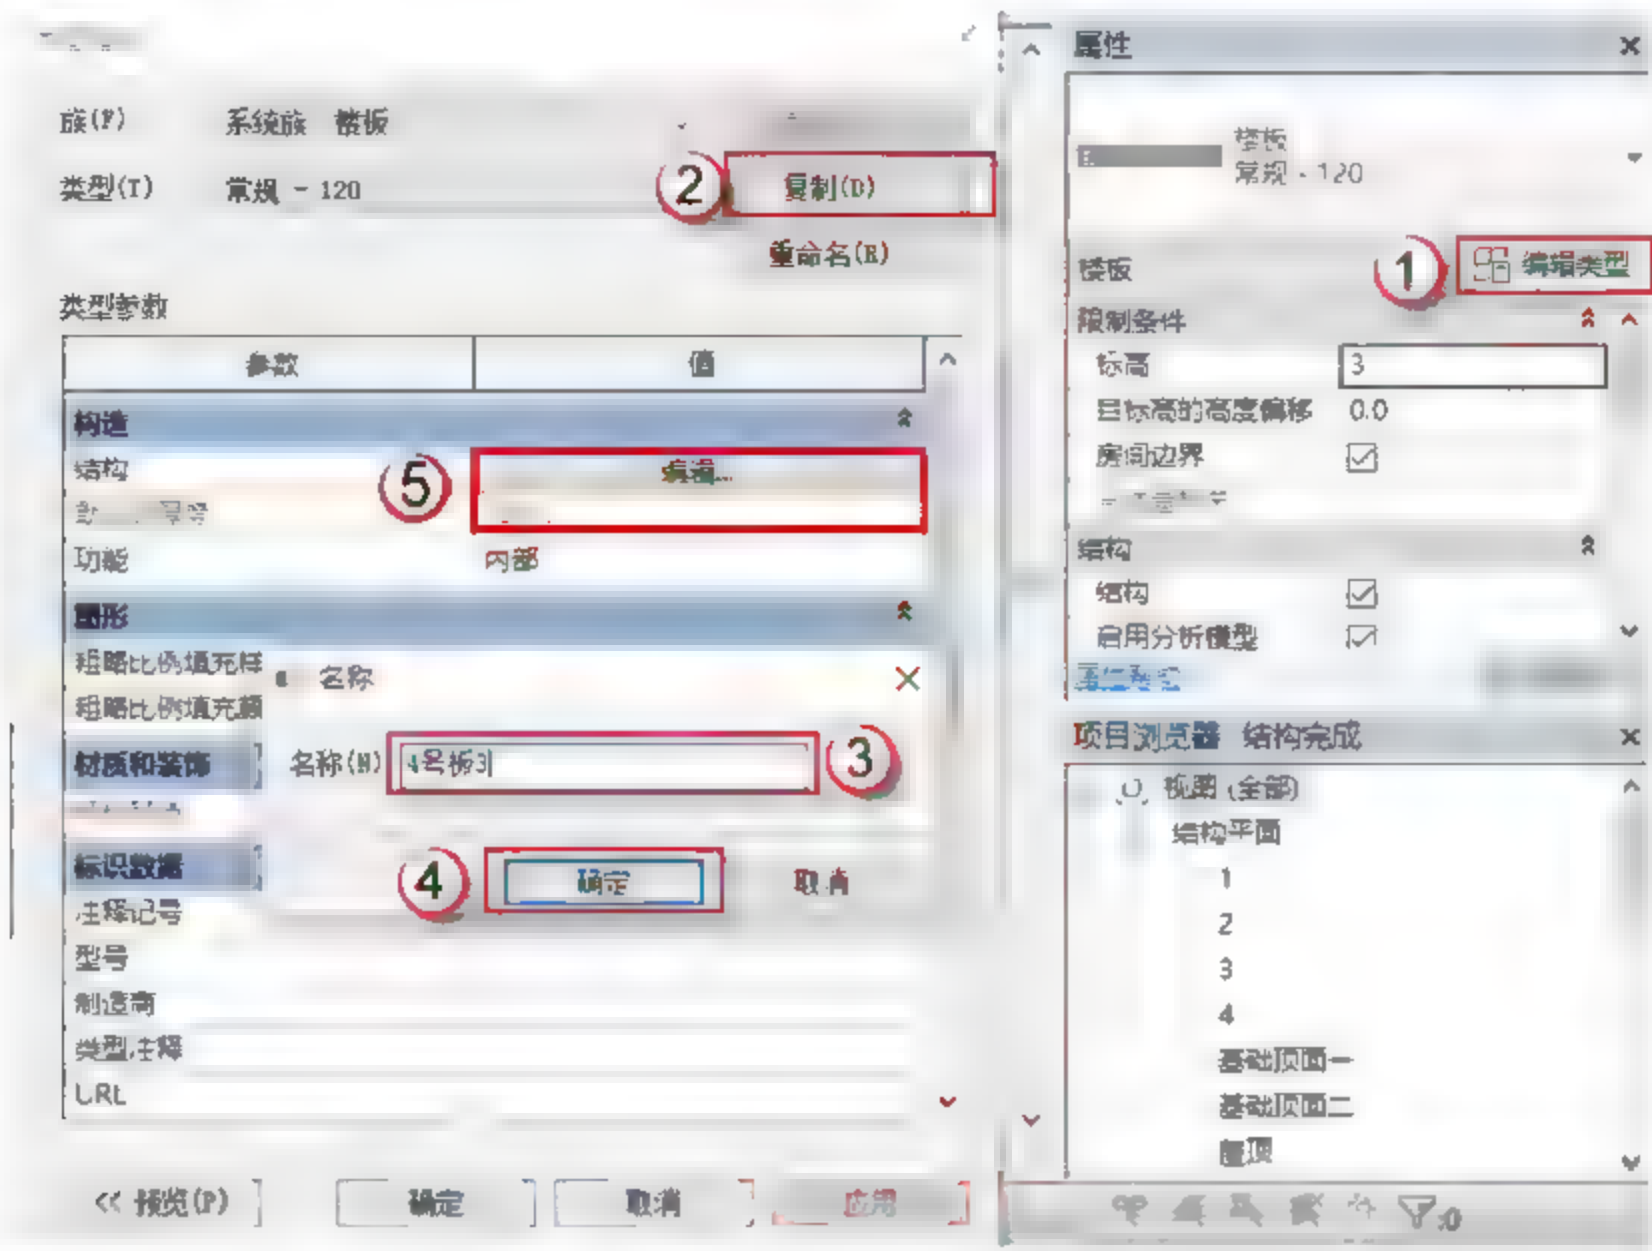 族(F) 系统族 楼板
类型(T) 常规 - 120
② 复制(D)
重命名(R)
类型参数
参数 值
构造
结构 ⑤ 编辑...
功能 内部
图形
粗略比例填充样
粗略比例填充颜
名称
材质和装饰
名称(N) 4号板3 ③
标识数据
④ 确定 取消
注释记号
型号
制造商
类型注释
URL
<< 预览(P) 确定 取消 应用
属性
楼板
常规 - 120
楼板 ① 编辑类型
限制条件
标高 3
自标高的高度偏移 0.0
房间边界
结构
结构
启用分析模型
属性帮助
项目浏览器 结构完成
视图 (全部)
结构平面
1
2
3
4
基础顶面一
基础顶面二
屋顶
:0